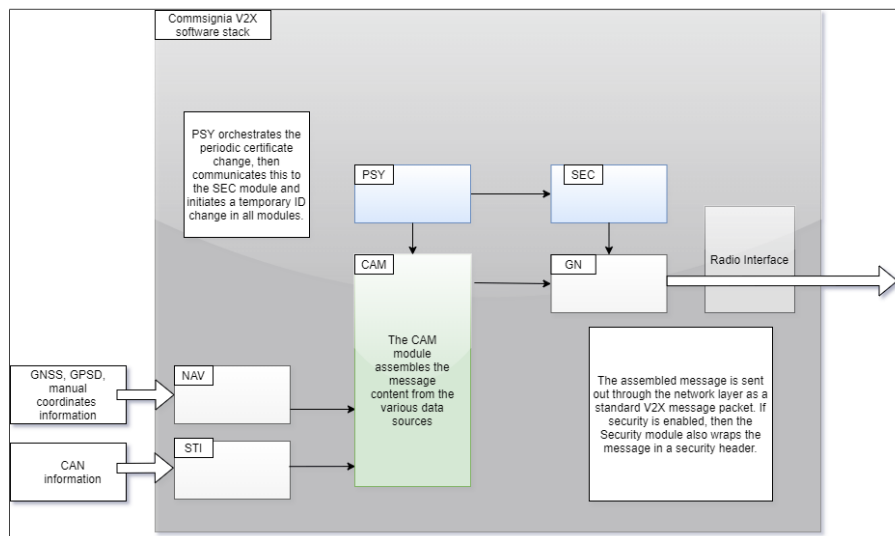 Commsignia V2X
software stack
PSY orchestrates the
periodic certificate
change, then
communicates this to
the SEC module and
initiates a temporary ID
change in all modules.
PSY
SEC
CAM
GN
Radio Interface
The CAM
module
assembles the
message
content from the
various data
sources
GNSS, GPSD,
manual
coordinates
information
NAV
CAN
information
STI
The assembled message is sent
out through the network layer as a
standard V2X message packet. If
security is enabled, then the
Security module also wraps the
message in a security header.